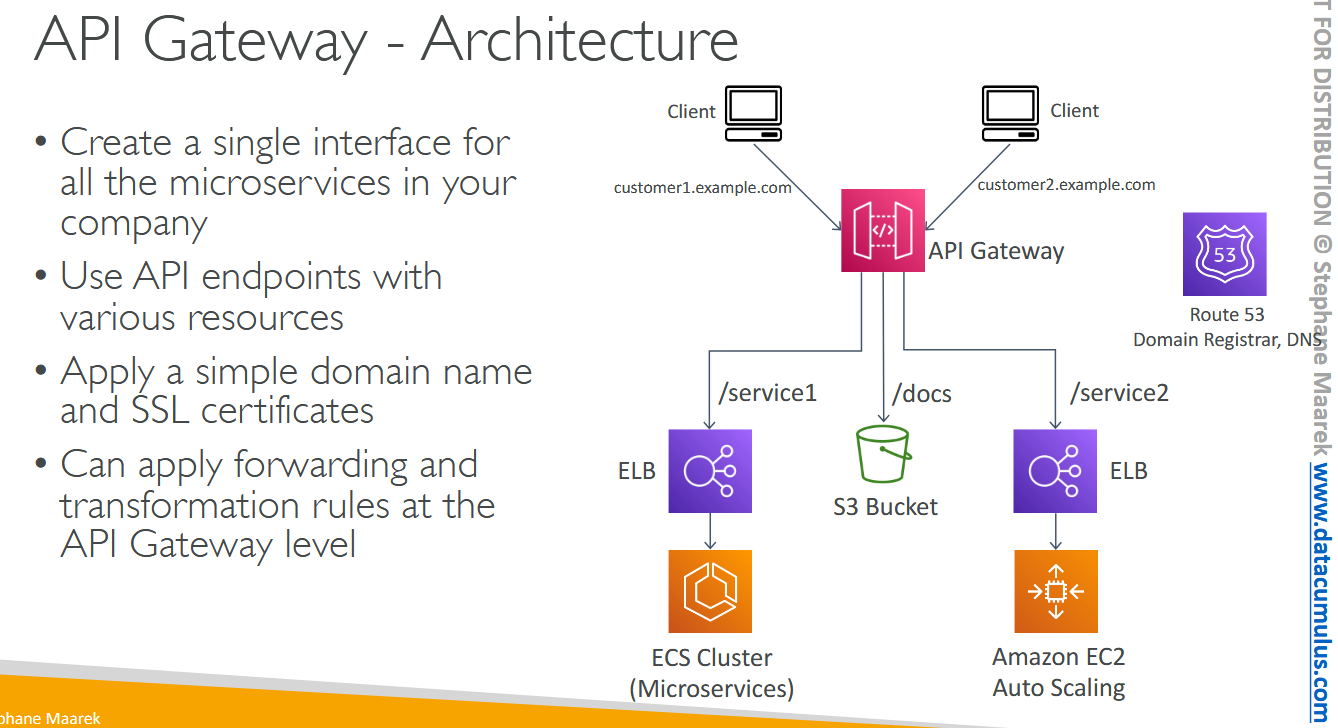 API Gateway - Architecture
• Create a single interface for
all the microservices in your
company
• Use API endpoints with
various resources
• Apply a simple domain name
and SSL certificates
• Can apply forwarding and
transformation rules at the
API Gateway level
Client
Client
customer1.example.com
customer2.example.com
API Gateway
53
Route 53
Domain Registrar, DNS
/service1
/docs
/service2
ELB
S3 Bucket
ELB
ECS Cluster
(Microservices)
Amazon EC2
Auto Scaling
FOR DISTRIBUTION © Stephane Maarek www.datacumulus.com
Maarek